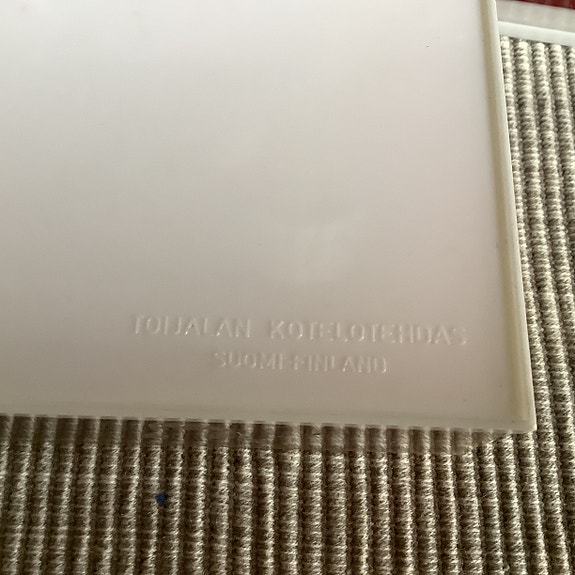 TOIJALAN KOTELOTEHDAS
SUOMI-FINLAND